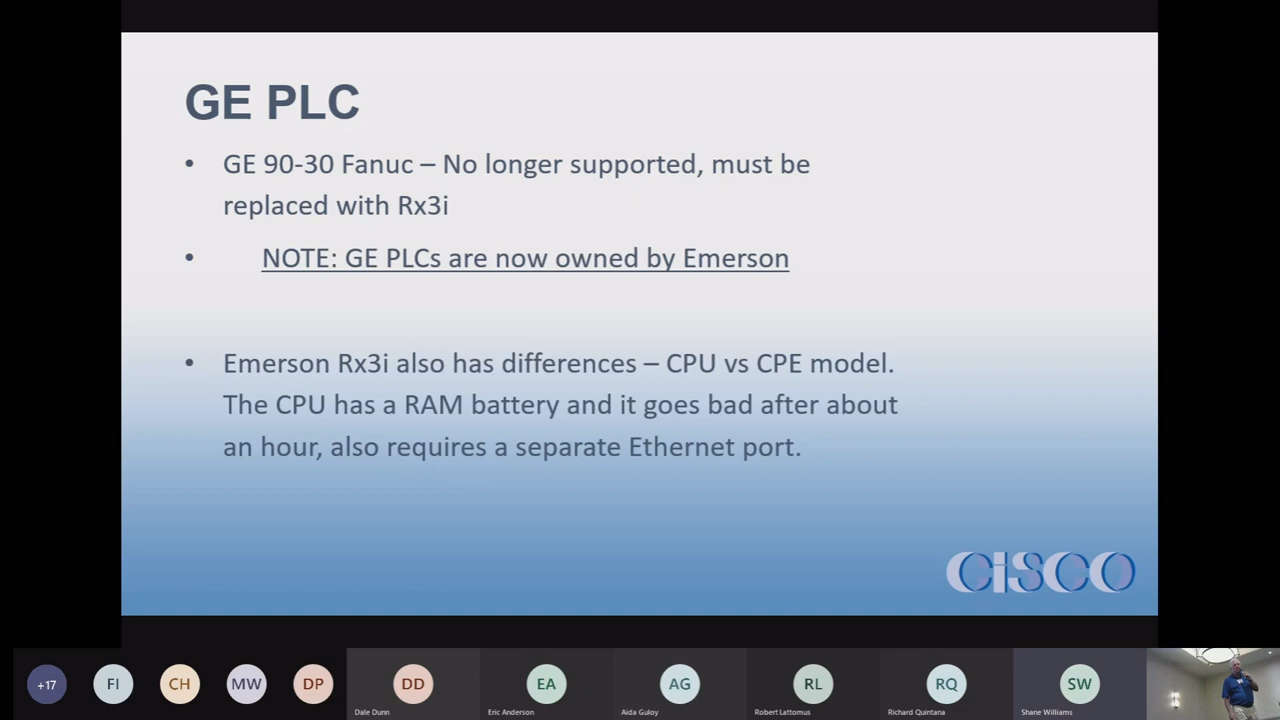 GE PLC
• GE 90-30 Fanuc – No longer supported, must be
replaced with Rx3i
• NOTE: GE PLCs are now owned by Emerson
• Emerson Rx3i also has differences – CPU vs CPE model.
The CPU has a RAM battery and it goes bad after about
an hour, also requires a separate Ethernet port.
CISCO
+17
FI
CH
MW
DP
DD
EA
AG
RL
RQ
SW
Dale Dunn
Eric Anderson
Aida Guloy
Robert Lattomus
Richard Quintana
Shane Williams